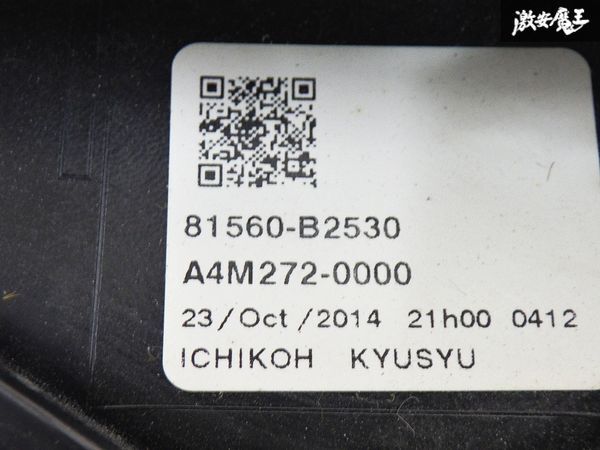 激安魔王
81560-B2530
A4M272-0000
23/Oct/2014 21h00 0412
ICHIKOH KYUSYU